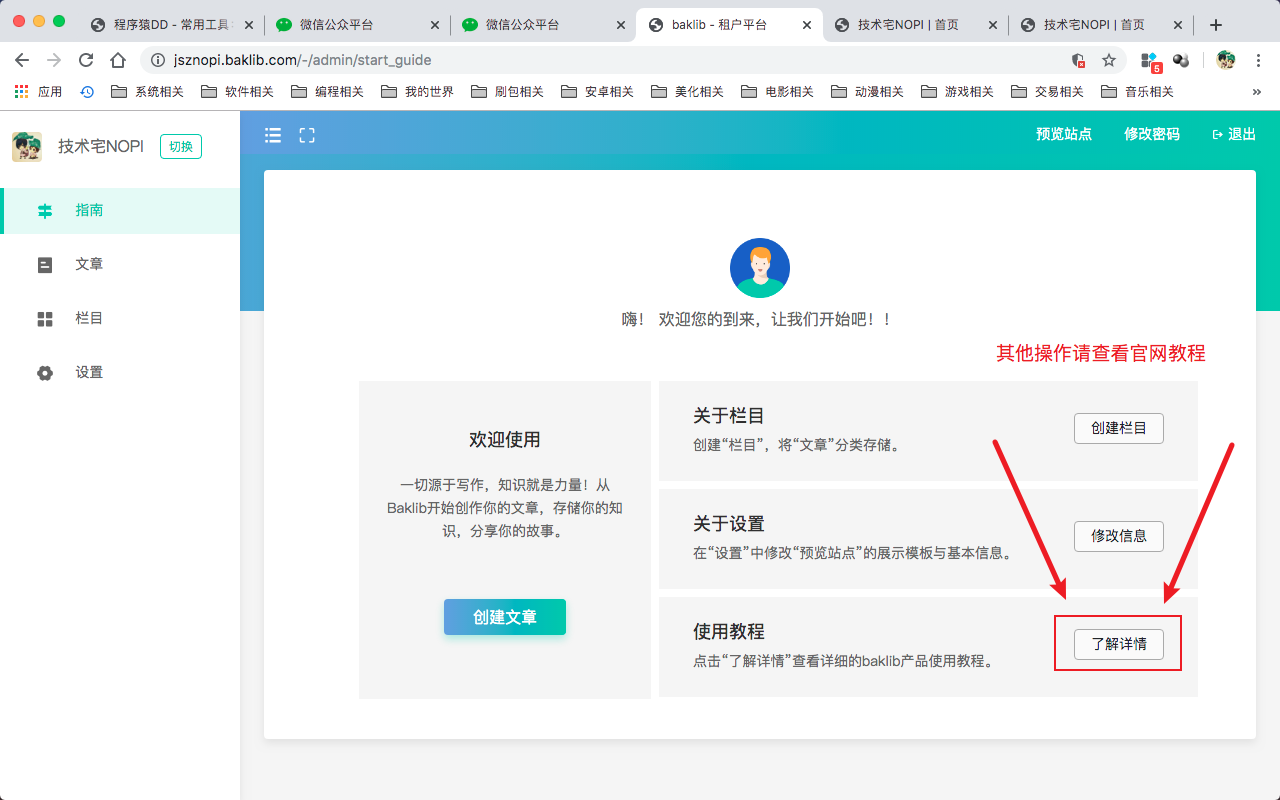 程序猿DD - 常用工具
微信公众平台
微信公众平台
baklib - 租户平台
技术宅NOPI | 首页
技术宅NOPI | 首页
jsznopi.baklib.com/-/admin/start_guide
5
应用
系统相关
软件相关
编程相关
我的世界
刷包相关
安卓相关
美化相关
电影相关
动漫相关
游戏相关
交易相关
音乐相关
»
技术宅NOPI
切换
预览站点
修改密码
退出
指南
文章
栏目
设置
嗨! 欢迎您的到来，让我们开始吧！！
其他操作请查看官网教程
欢迎使用
一切源于写作，知识就是力量！从
Baklib开始创作你的文章，存储你的知
识，分享你的故事。
创建文章
关于栏目
创建“栏目”，将“文章”分类存储。
创建栏目
关于设置
在“设置”中修改“预览站点”的展示模板与基本信息。
修改信息
使用教程
点击“了解详情”查看详细的baklib产品使用教程。
了解详情